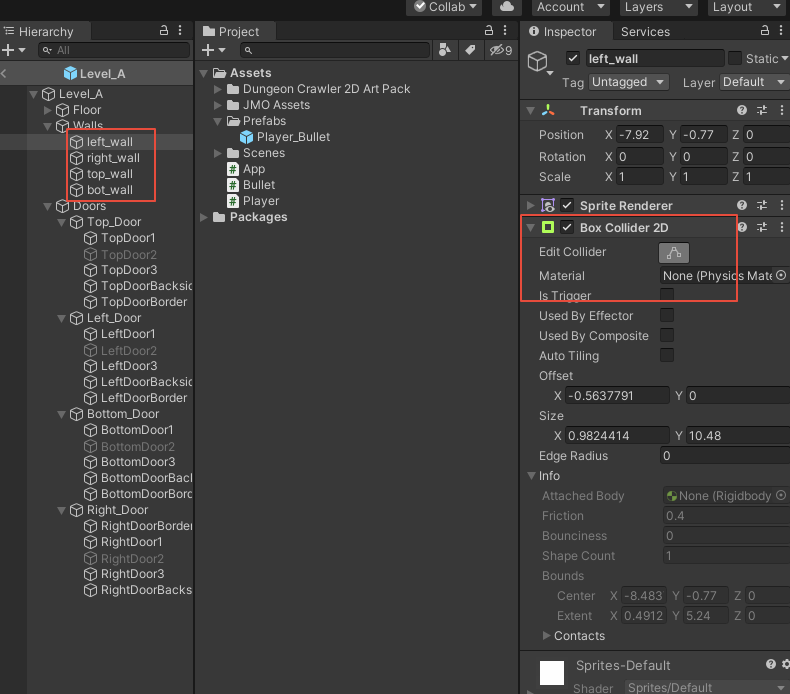 Collab Account Layers Layout
Hierarchy
All
Level_A
Level_A
Floor
Walls
left_wall
right_wall
top_wall
bot_wall
Doors
Top_Door
TopDoor1
TopDoor2
TopDoor3
TopDoorBacksid
TopDoorBorder
Left_Door
LeftDoor1
LeftDoor2
LeftDoor3
LeftDoorBacksid
LeftDoorBorder
Bottom_Door
BottomDoor1
BottomDoor2
BottomDoor3
BottomDoorBac
BottomDoorBord
Right_Door
RightDoorBorder
RightDoor1
RightDoor2
RightDoor3
RightDoorBacks
Project
9
Assets
Dungeon Crawler 2D Art Pack
JMO Assets
Prefabs
Player_Bullet
Scenes
App
Bullet
Player
Packages
Inspector Services
left_wall Static
Tag Untagged Layer Default
Transform
Position X -7.92 Y -0.77 Z 0
Rotation X 0 Y 0 Z 0
Scale X 1 Y 1 Z 1
Sprite Renderer
Box Collider 2D
Edit Collider
Material None (Physics Mate
Is Trigger
Used By Effector
Used By Composite
Auto Tiling
Offset
X -0.5637791 Y 0
Size
X 0.9824414 Y 10.48
Edge Radius 0
Info
Attached Body None (Rigidbody
Friction 0.4
Bounciness 0
Shape Count 1
Bounds
Center X -8.483 Y -0.77 Z 0
Extent X 0.4912 Y 5.24 Z 0
Contacts
Sprites-Default
Shader Sprites/Default